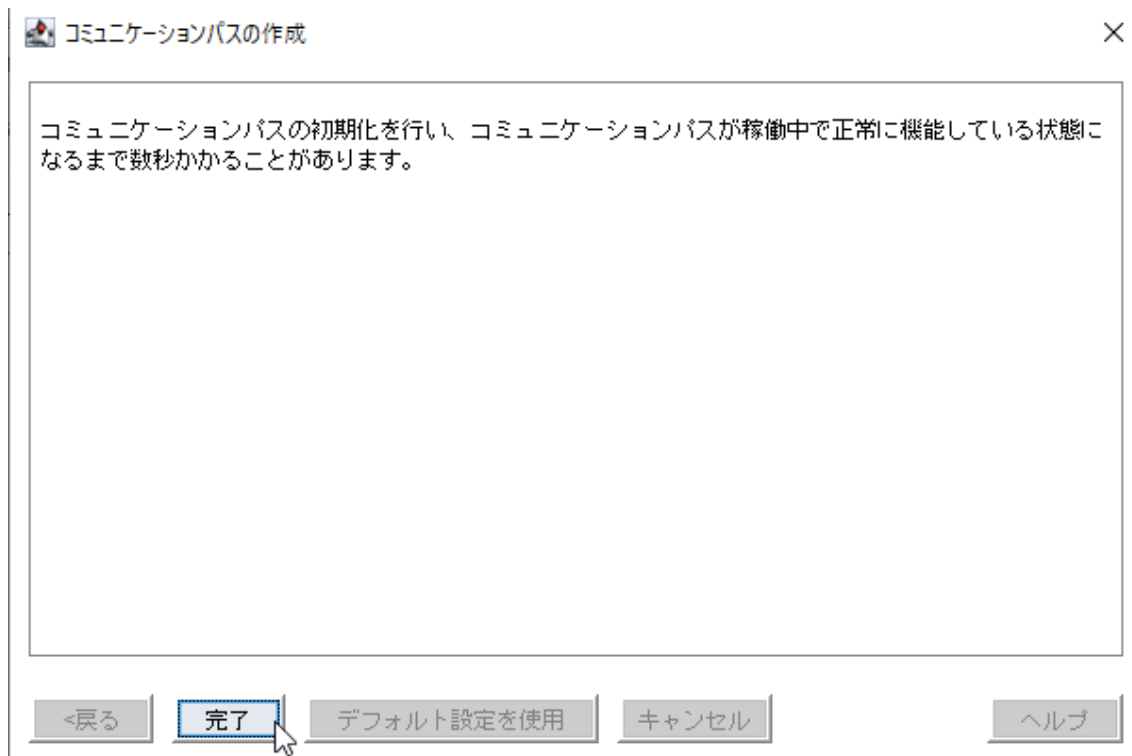 コミュニケーションパスの作成
コミュニケーションパスの初期化を行い、コミュニケーションパスが稼働中で正常に機能している状態に
なるまで数秒かかることがあります。
<戻る 完了 デフォルト設定を使用 キャンセル ヘルプ